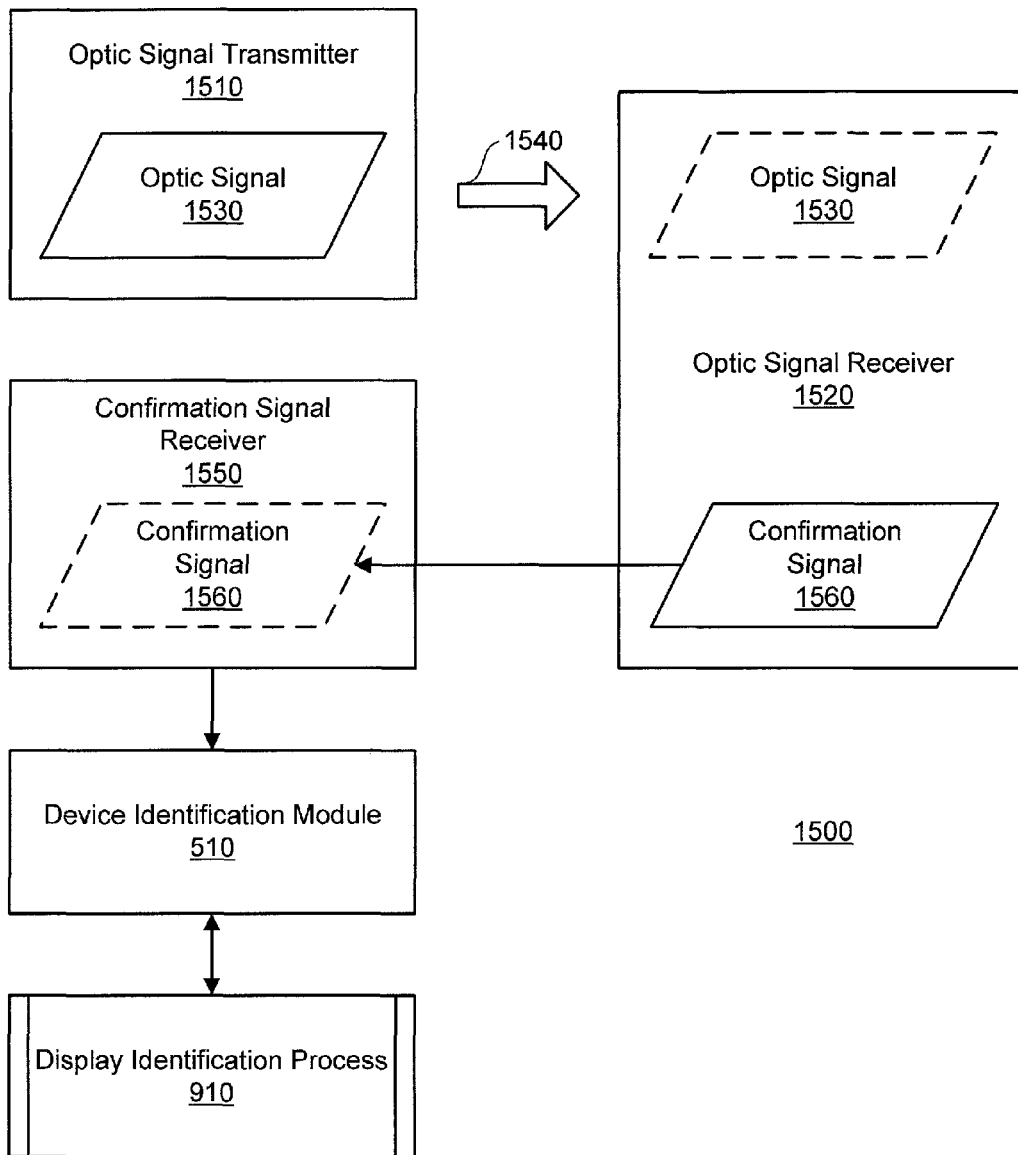 Optic Signal Transmitter
1510
Optic Signal
1530
1540
Optic Signal
1530
Optic Signal Receiver
1520
Confirmation Signal
Receiver
1550
Confirmation
Signal
1560
Confirmation
Signal
1560
Device Identification Module
510
1500
Display Identification Process
910